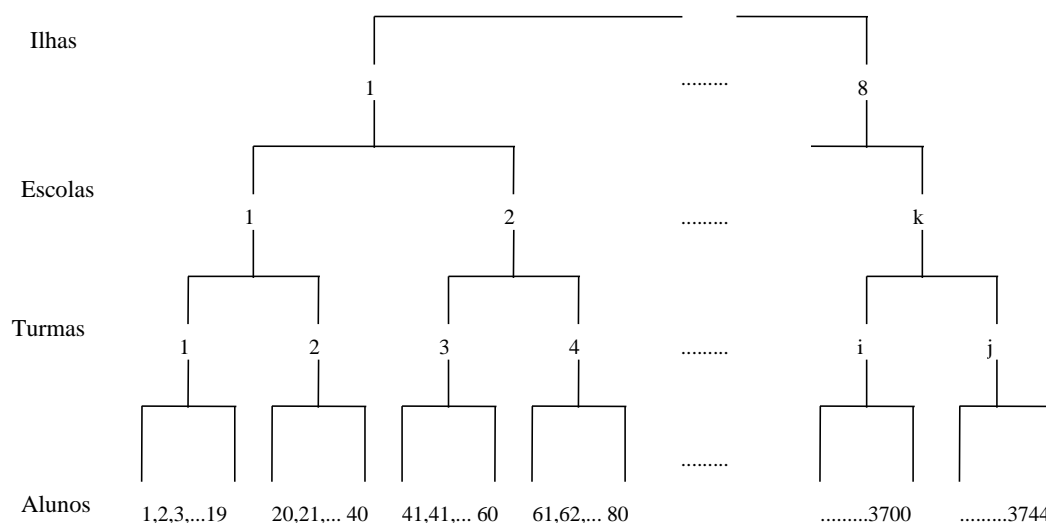 Ilhas
1 ......... 8
Escolas
1 2 ......... k
Turmas
1 2 3 4 ......... i j
.........
Alunos 1,2,3,...19 20,21,... 40 41,41,... 60 61,62,... 80 .........3700 .........3744